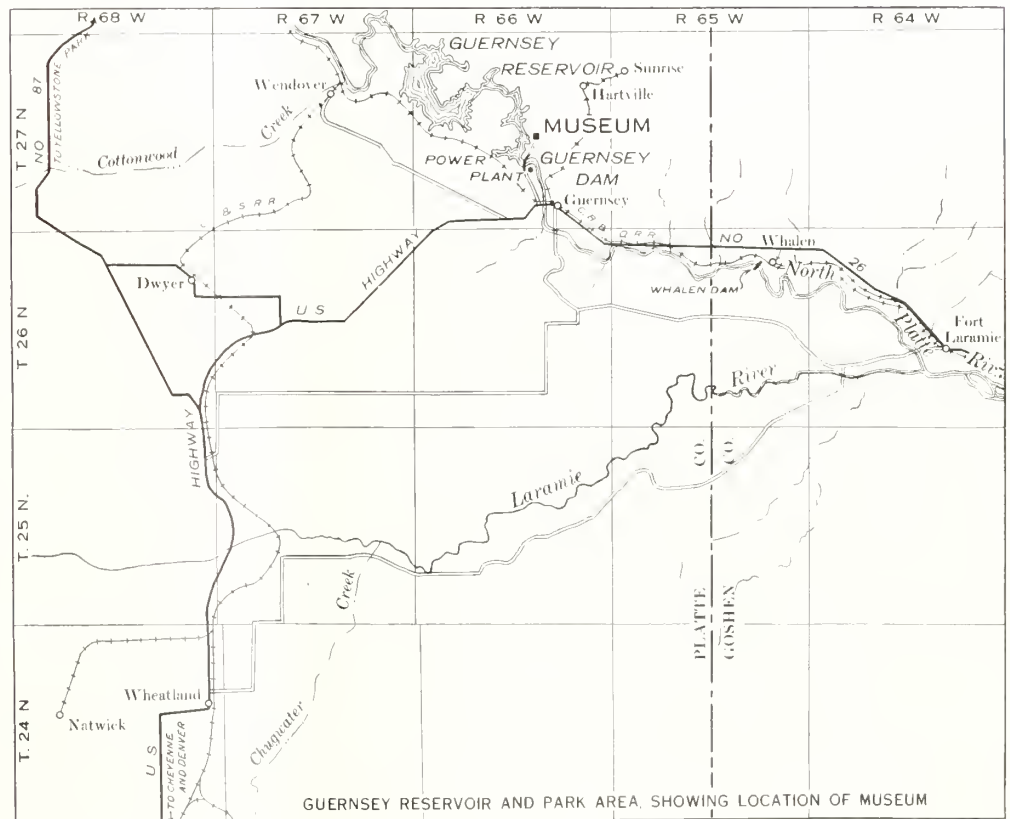 R 68 W
R 67 W
R 66 W
R 65 W
R 64 W
TO YELLOWSTONE PARK
NO 87
T 27 N
GUERNSEY
RESERVOIR
Sunrise
Hartville
Wendover
Creek
Cottonwood
MUSEUM
POWER
PLANT
GUERNSEY
DAM
Guernsey
C & S R R
C B & Q RR
HIGHWAY
U S
NO
26
Whalen
WHALEN DAM
North
Platte
River
Fort
Laramie
Dwyer
T 26 N
River
Laramie
HIGHWAY
CO.
CO.
T. 25 N.
Creek
PLATTE
GOSHEN
Wheatland
Natwick
T. 24 N
Chugwater
U S
TO CHEYENNE
AND DENVER
GUERNSEY RESERVOIR AND PARK AREA, SHOWING LOCATION OF MUSEUM